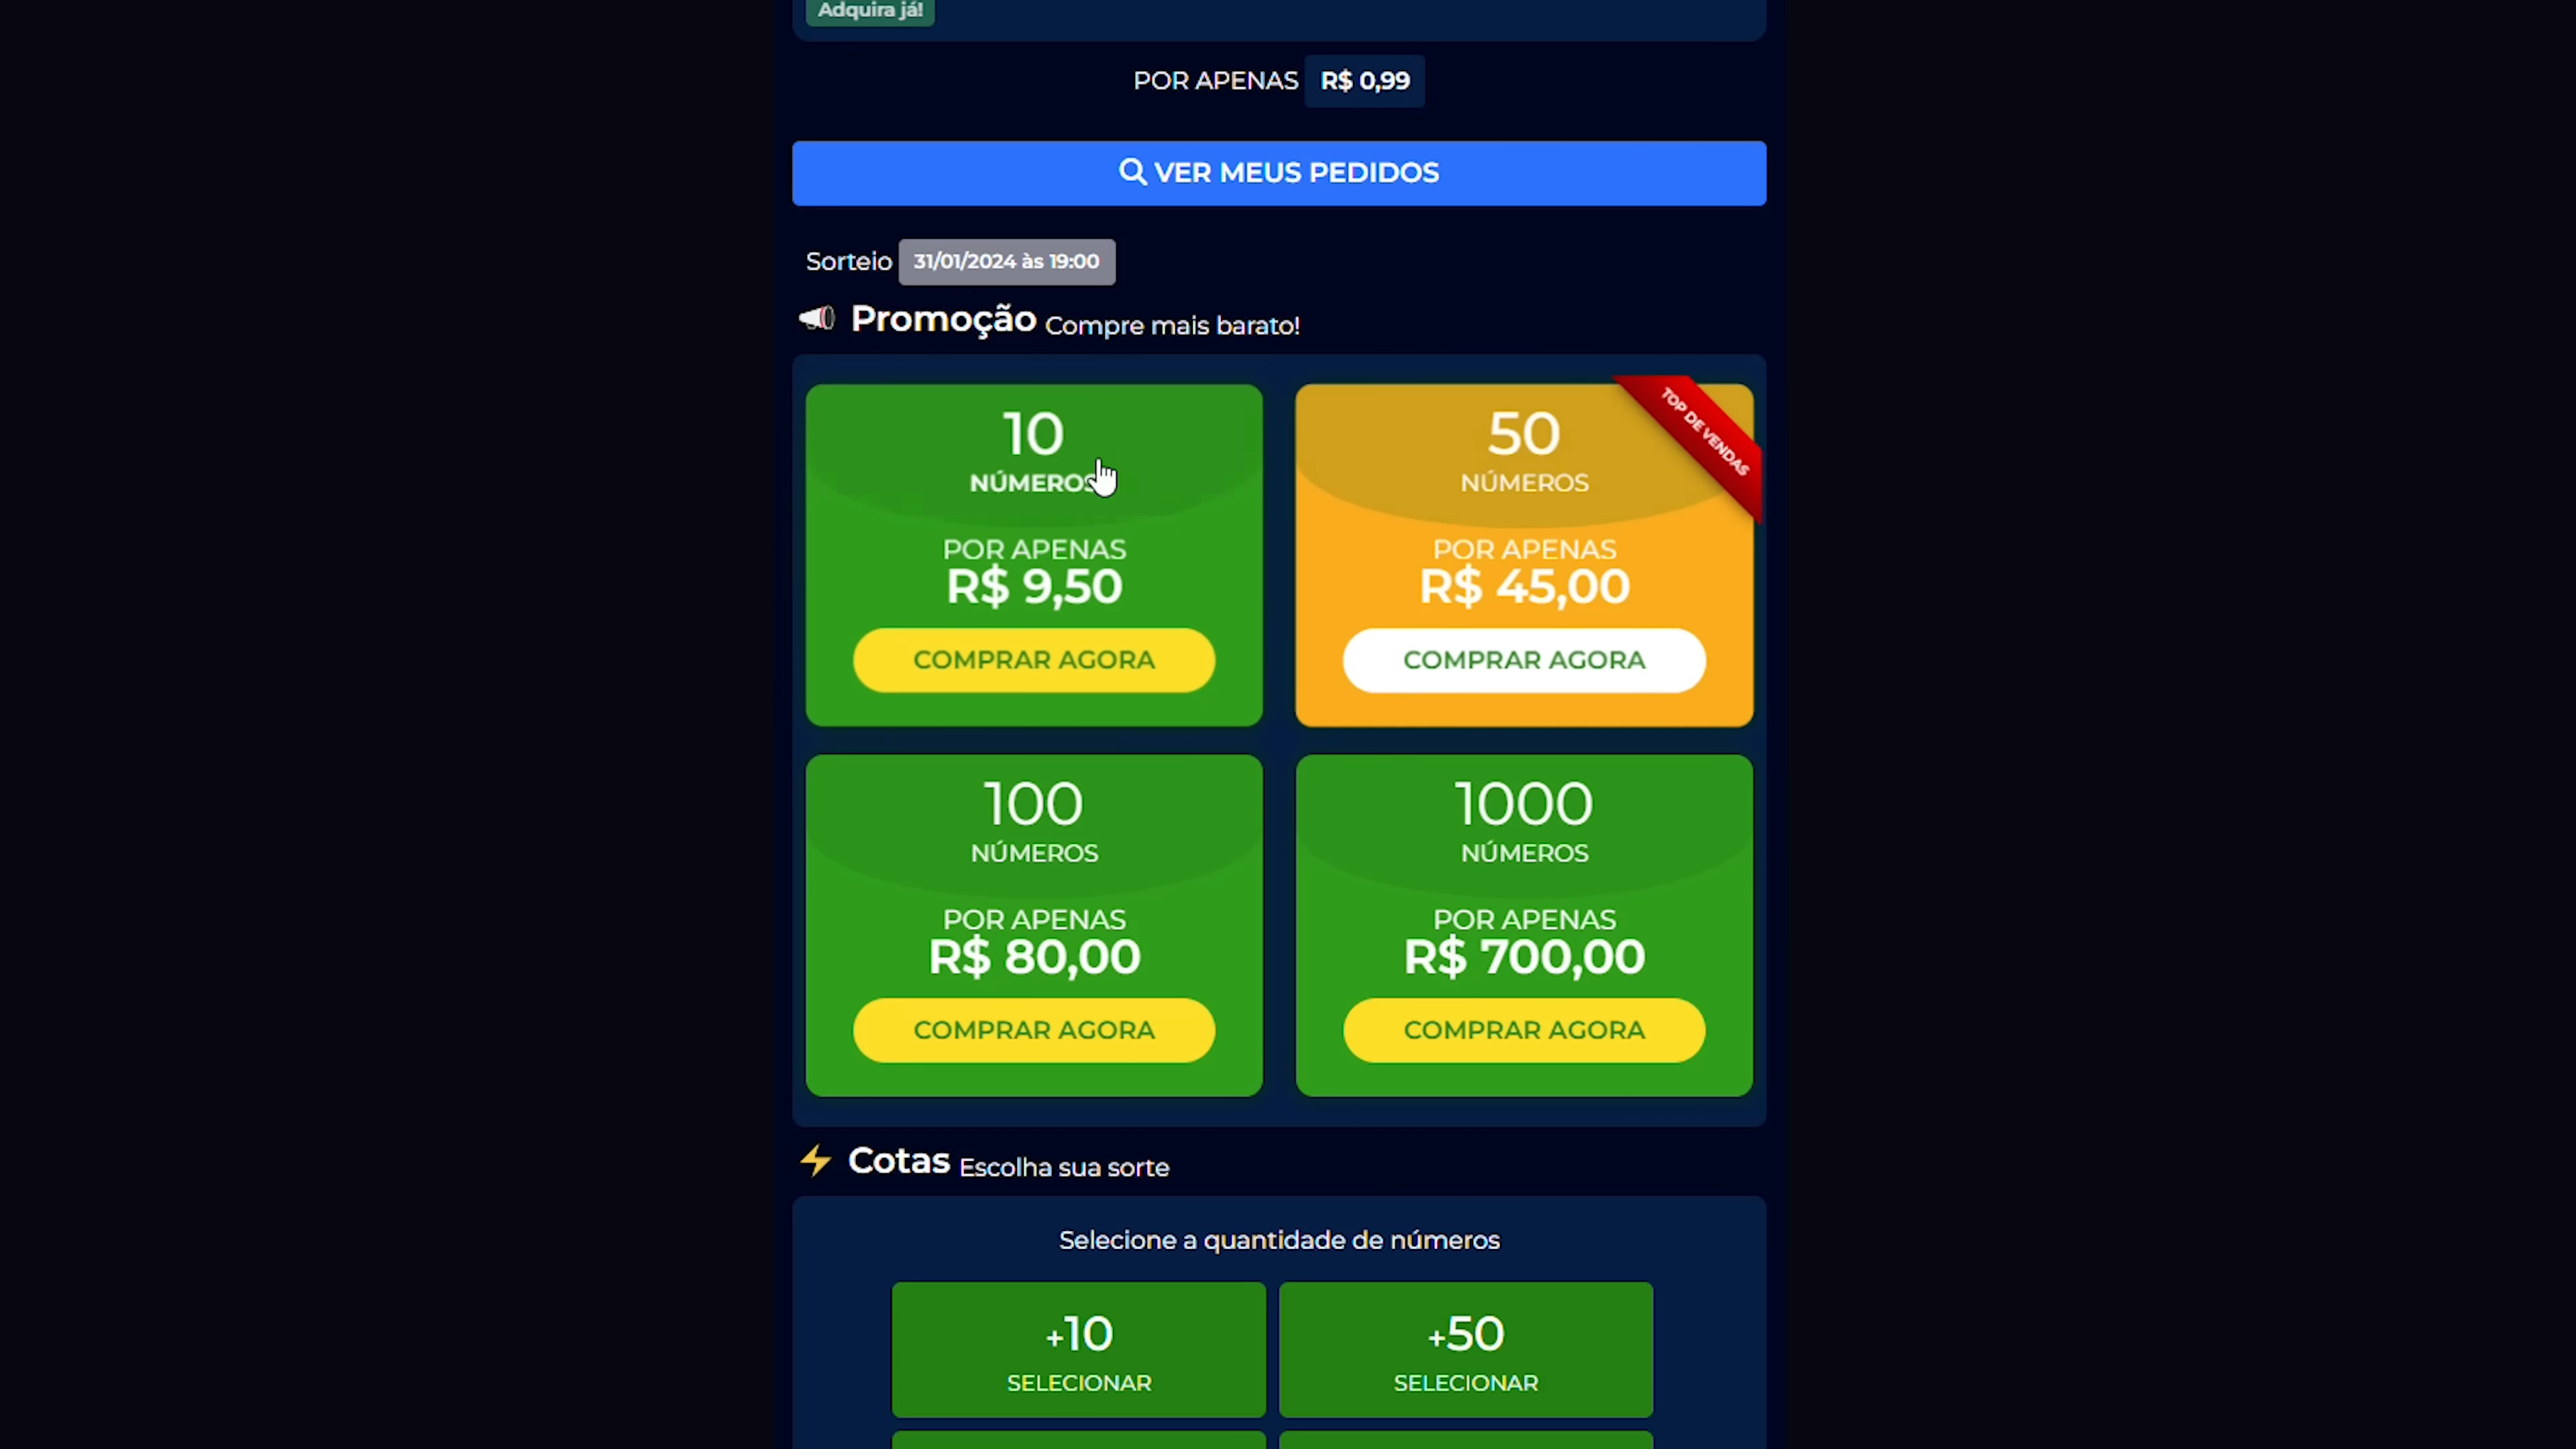 Adquira já!
POR APENAS R$ 0,99
VER MEUS PEDIDOS
Sorteio 31/01/2024 às 19:00
Promoção Compre mais barato!
10
NÚMEROS
POR APENAS
R$ 9,50
COMPRAR AGORA
TOP DE VENDAS
50
NÚMEROS
POR APENAS
R$ 45,00
COMPRAR AGORA
100
NÚMEROS
POR APENAS
R$ 80,00
COMPRAR AGORA
1000
NÚMEROS
POR APENAS
R$ 700,00
COMPRAR AGORA
Cotas Escolha sua sorte
Selecione a quantidade de números
+10
SELECIONAR
+50
SELECIONAR